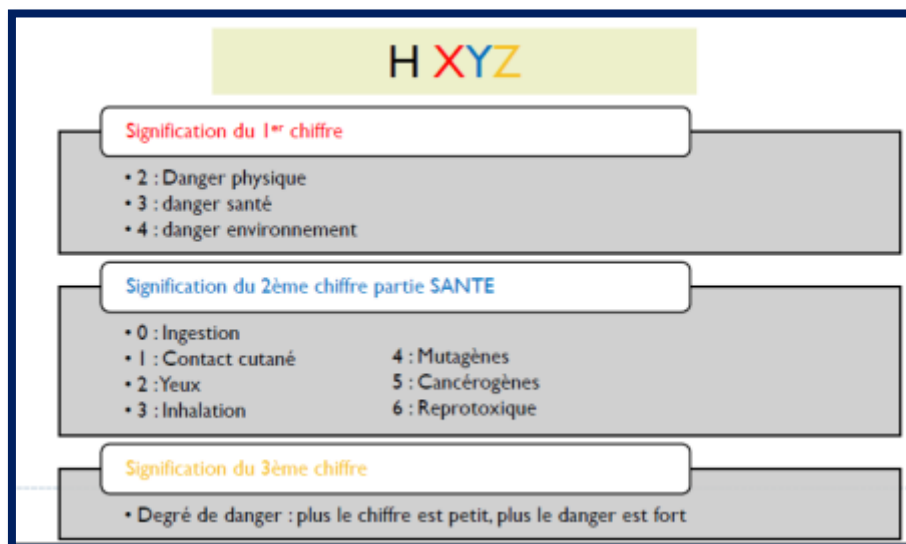 H XYZ
Signification du 1er chiffre
• 2 : Danger physique
• 3 : danger santé
• 4 : danger environnement
Signification du 2ème chiffre partie SANTE
• 0 : Ingestion
• 1 : Contact cutané
• 2 : Yeux
• 3 : Inhalation
4 : Mutagènes
5 : Cancérogènes
6 : Reprotoxique
Signification du 3ème chiffre
• Degré de danger : plus le chiffre est petit, plus le danger est fort